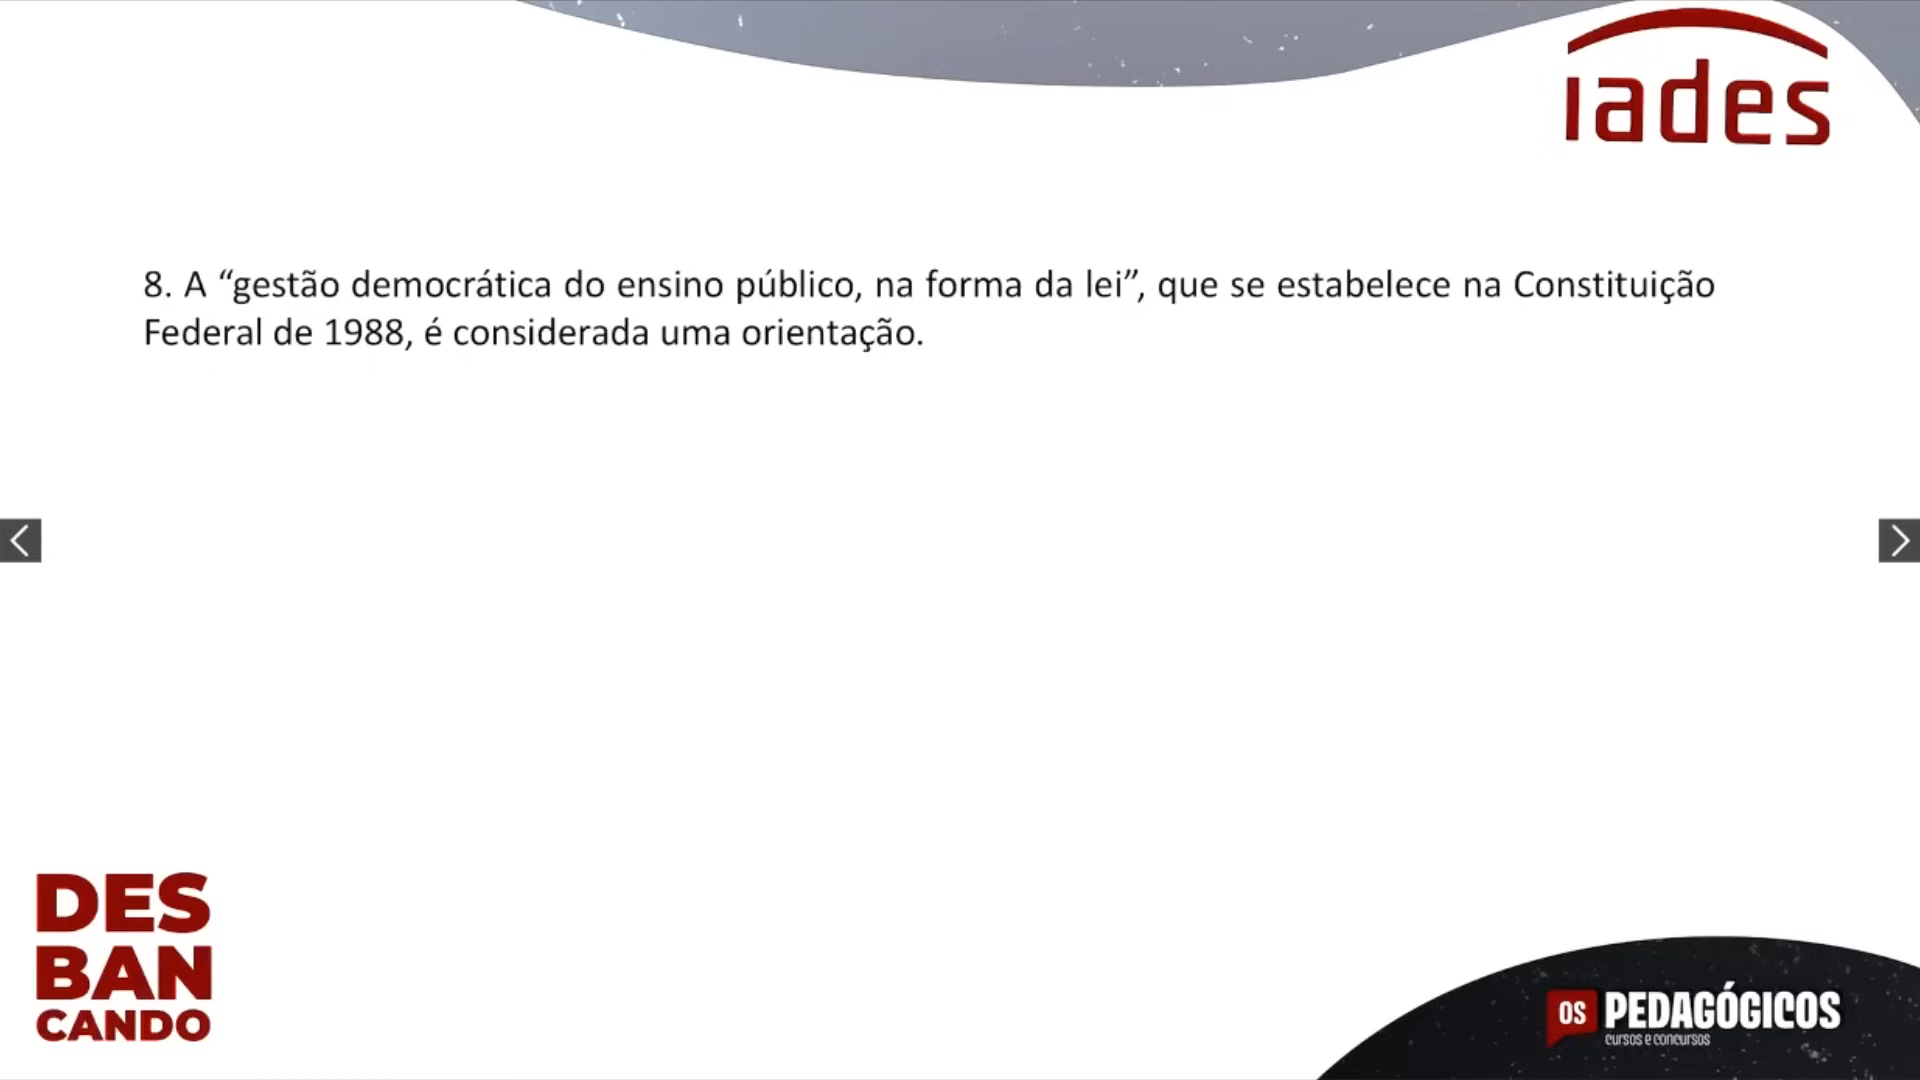 iades
8. A “gestão democrática do ensino público, na forma da lei”, que se estabelece na Constituição
Federal de 1988, é considerada uma orientação.
DES
BAN
CANDO
OS PEDAGÓGICOS
cursos e concursos